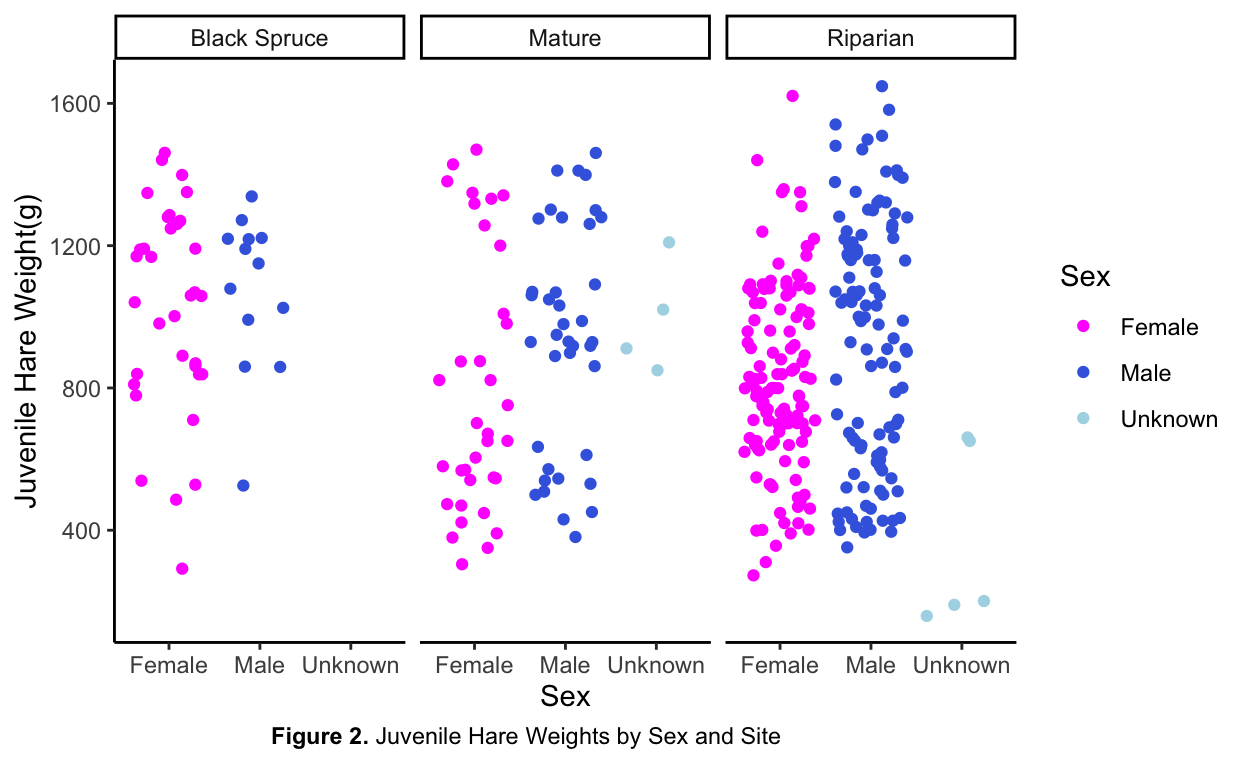 Black Spruce
Mature
Riparian
Juvenile Hare Weight(g)
1600
1200
800
400
Female
Male
Unknown
Female
Male
Unknown
Female
Male
Unknown
Sex
Sex
Female
Male
Unknown
Figure 2. Juvenile Hare Weights by Sex and Site